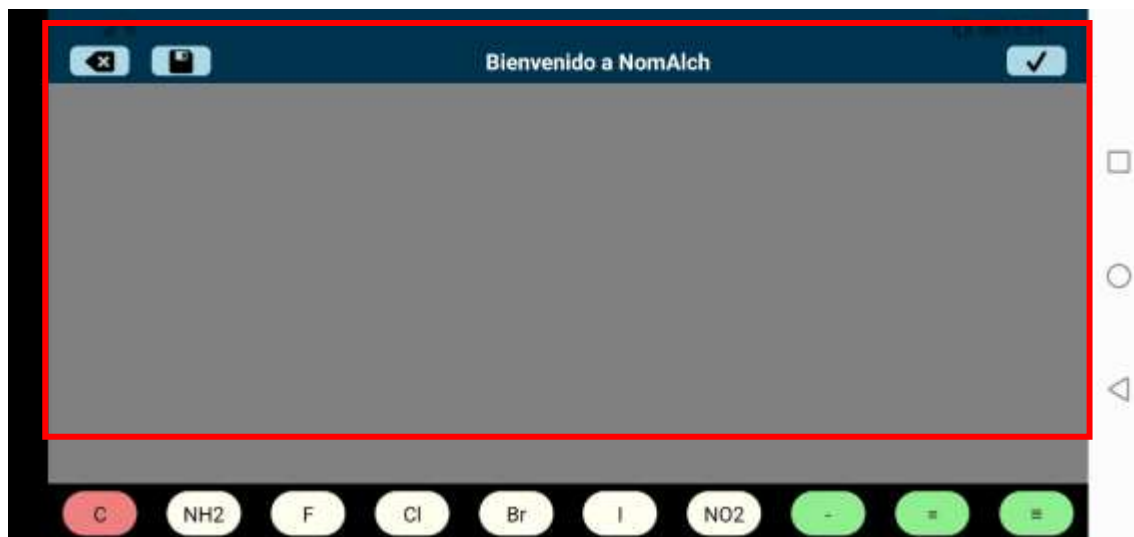 Bienvenido a NomAlch
C NH2 F Cl Br I NO2 - = ≡